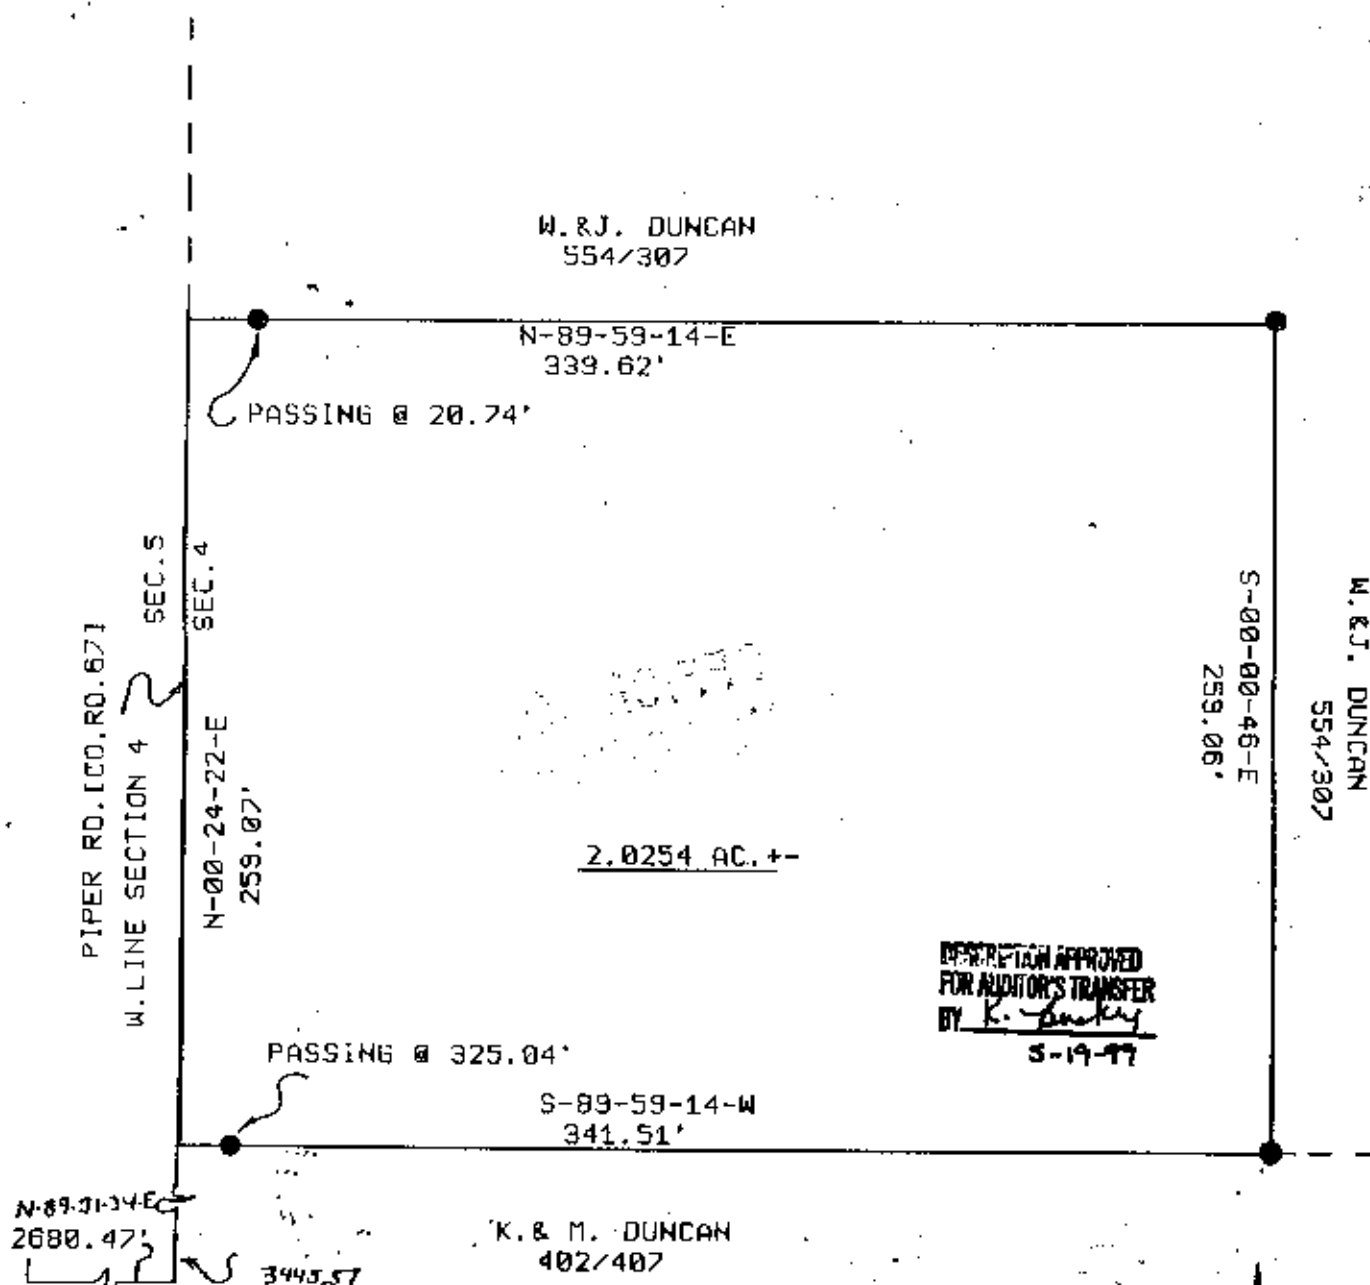 W.&J. DUNCAN
554/307
N-89-59-14-E
339.62'
PASSING @ 20.74'
SEC.5
SEC.4
PIPER RD.[CO.RD.67]
W.LINE SECTION 4
N-00-24-22-E
259.07'
S-00-00-46-E
259.06'
W.&J. DUNCAN
554/307
2.0254 AC.+-
DESCRIPTION APPROVED
FOR AUDITOR'S TRANSFER
BY K.
5-19-97
PASSING @ 325.04'
S-89-59-14-W
341.51'
N-89-31-34-E
2680.47'
3445.57
K.& M. DUNCAN
402/407